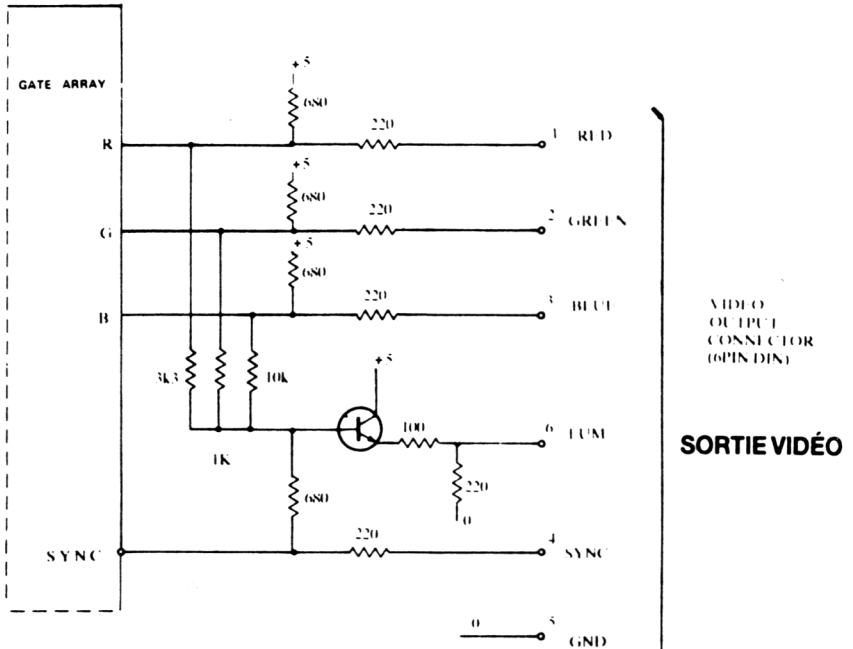 +5
GATE ARRAY
680
220
R
1 RED
+5
680
220
G
2 GREEN
+5
680
220
B
3 BLUE
VIDEO
OUTPUT
CONNECTOR
(6PIN DIN)
+5
3k3
10k
100
6 LUM
SORTIE VIDÉO
1K
680
220
0
220
SYNC
4 SYNC
0
5
GND